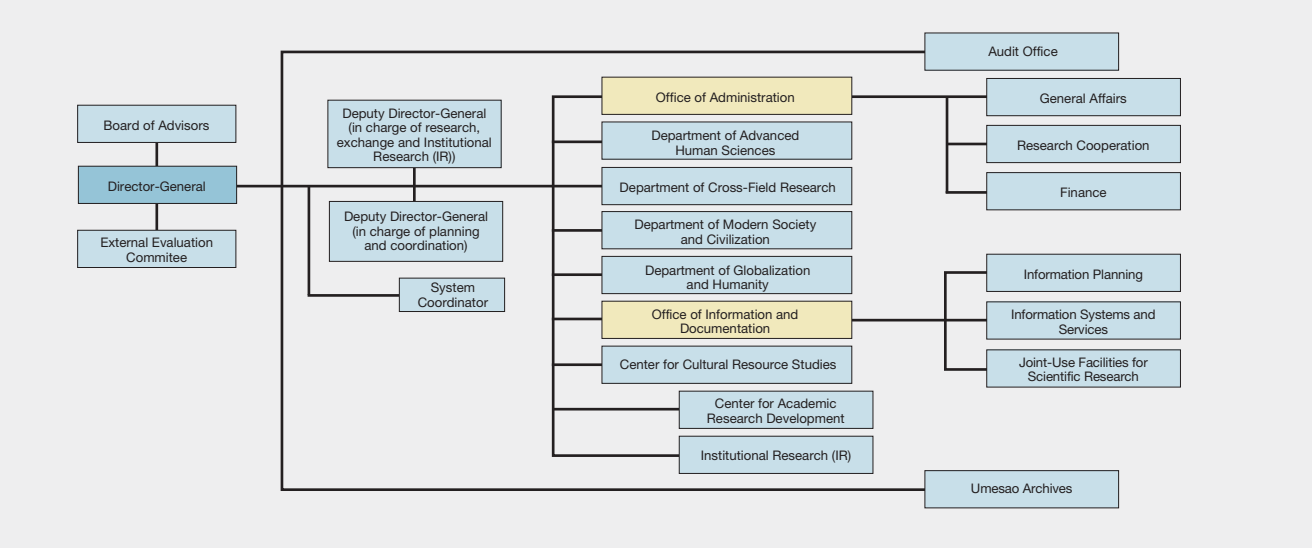 Board of Advisors
Director-General
External Evaluation
Commitee
Deputy Director-General
(in charge of research,
exchange and Institutional
Research (IR))
Deputy Director-General
(in charge of planning
and coordination)
System
Coordinator
Audit Office
Office of Administration
General Affairs
Research Cooperation
Finance
Department of Advanced
Human Sciences
Department of Cross-Field Research
Department of Modern Society
and Civilization
Department of Globalization
and Humanity
Office of Information and
Documentation
Information Planning
Information Systems and
Services
Joint-Use Facilities for
Scientific Research
Center for Cultural Resource Studies
Center for Academic
Research Development
Institutional Research (IR)
Umesao Archives